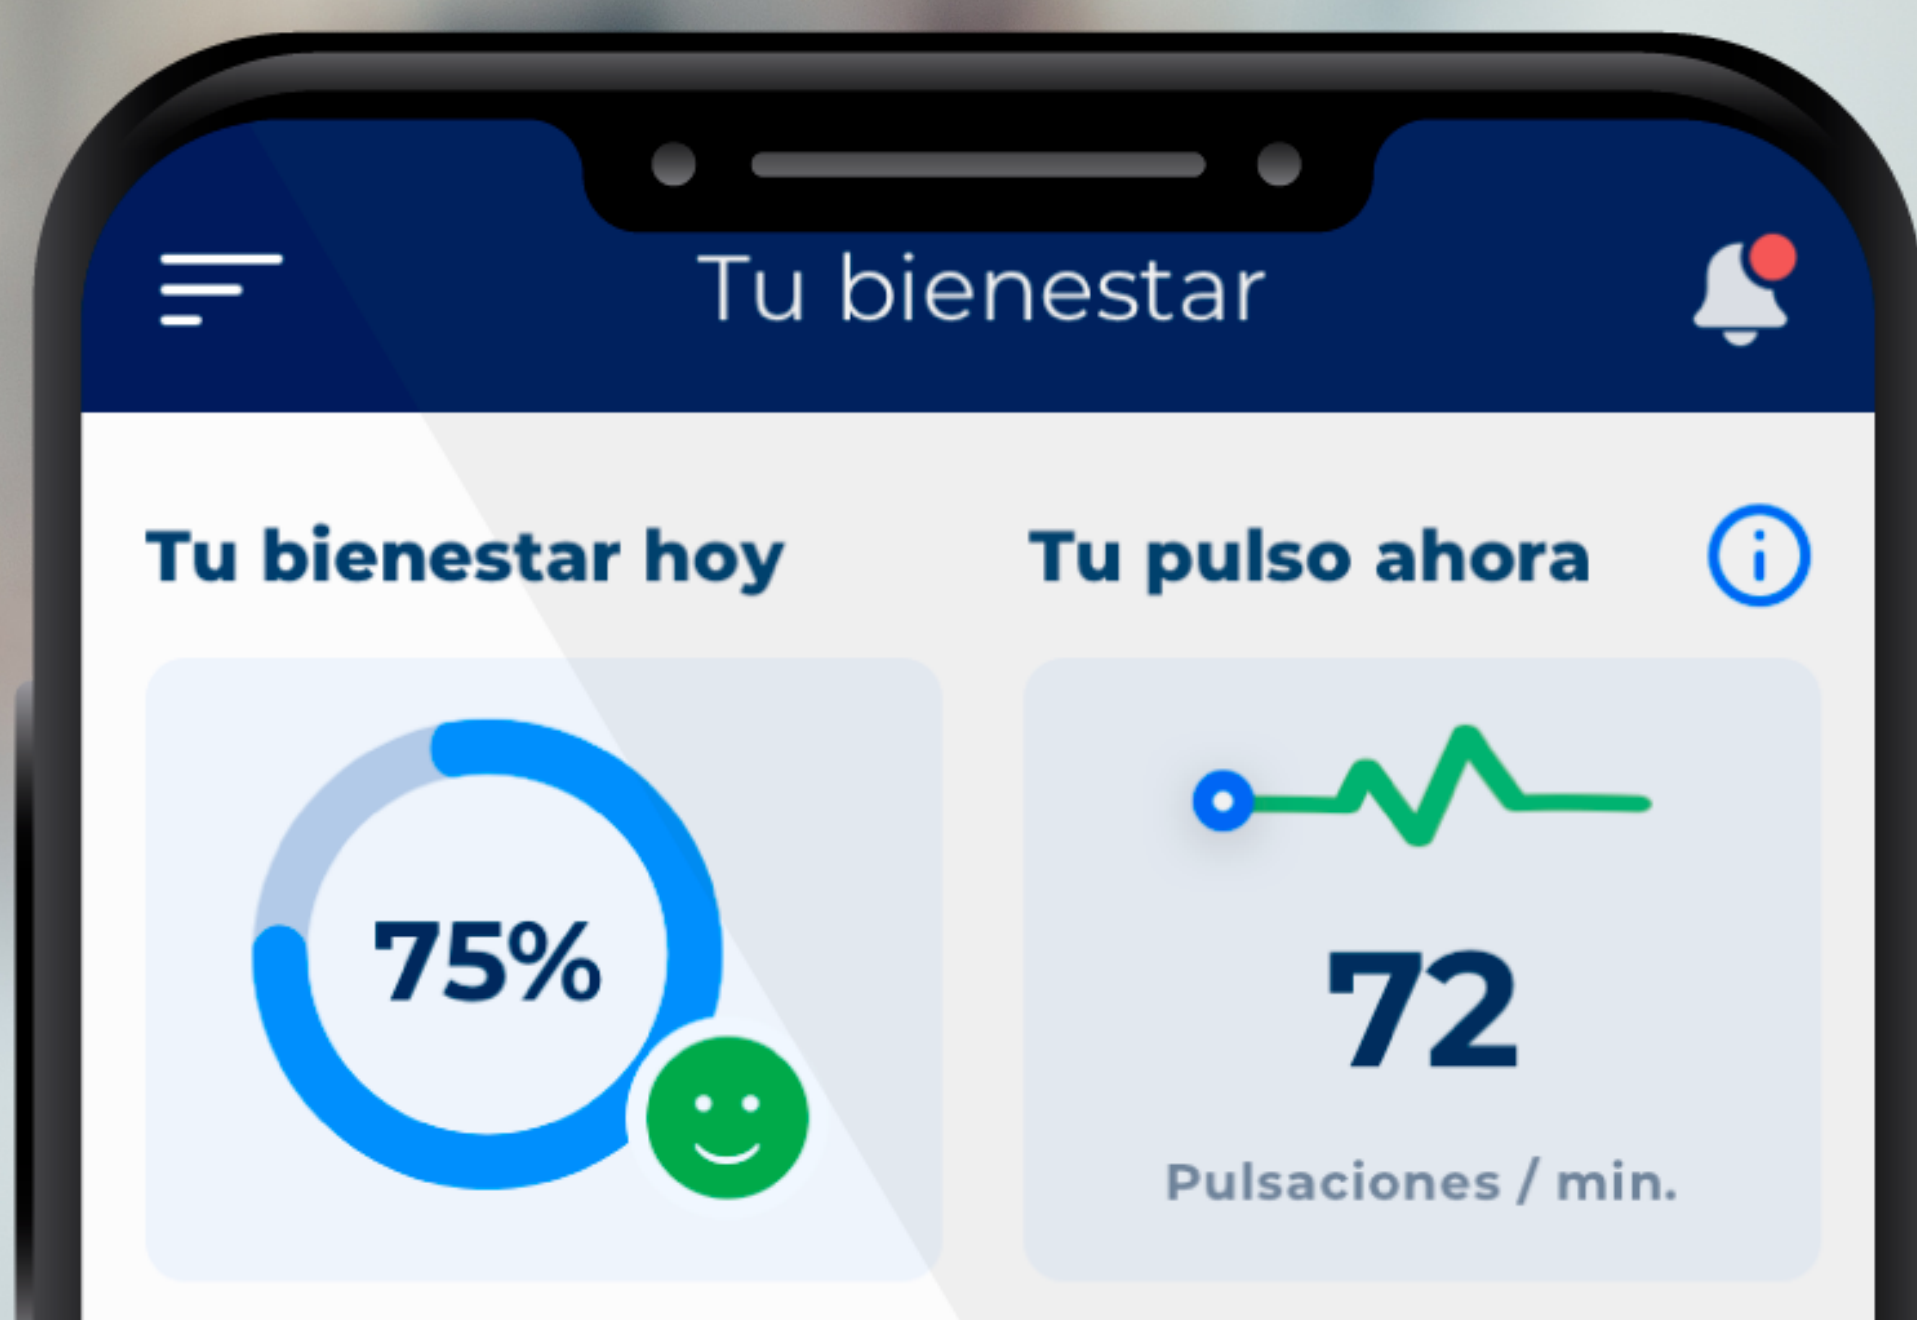 Tu bienestar
Tu bienestar hoy
Tu pulso ahora
75%
72
Pulsaciones / min.